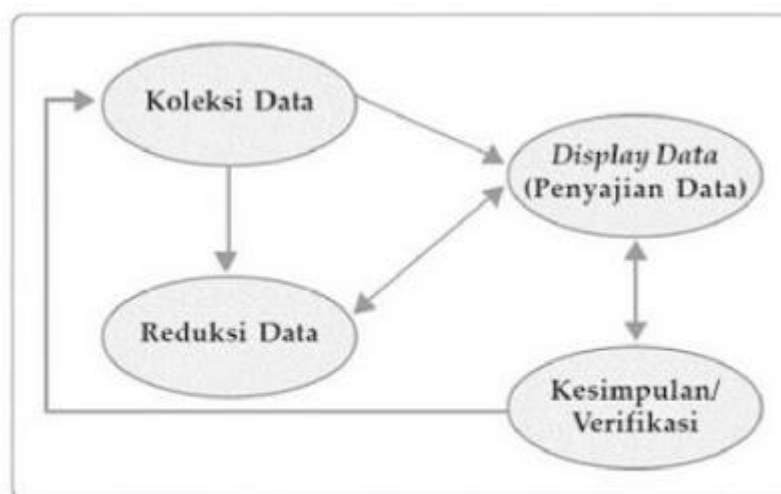 Koleksi Data
Display Data
(Penyajian Data)
Reduksi Data
Kesimpulan/
Verifikasi